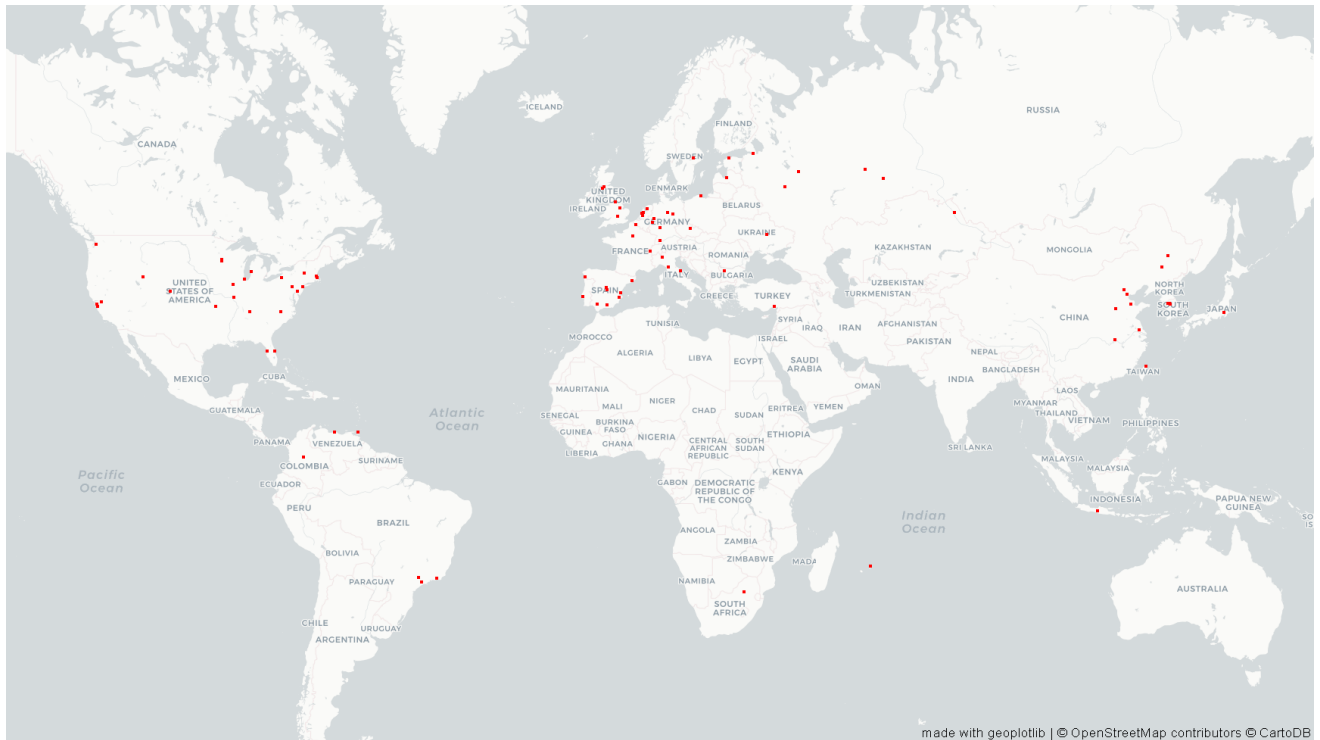 ICELAND
RUSSIA
FINLAND
CANADA
SWEDEN
UNITED
KINGDOM
DENMARK
IRELAND
BELARUS
GERMANY
UKRAINE
FRANCE
AUSTRIA
KAZAKHSTAN
MONGOLIA
ROMANIA
ITALY
BULGARIA
UNITED
STATES OF
AMERICA
SPAIN
GREECE
TURKEY
UZBEKISTAN
TURKMENISTAN
NORTH
KOREA
SOUTH
KOREA
JAPAN
CHINA
TUNISIA
SYRIA
IRAQ
IRAN
AFGHANISTAN
MOROCCO
ISRAEL
PAKISTAN
ALGERIA
LIBYA
EGYPT
SAUDI
ARABIA
NEPAL
BANGLADESH
TAIWAN
MEXICO
CUBA
INDIA
OMAN
MAURITANIA
LAOS
MYANMAR
THAILAND
VIETNAM
PHILIPPINES
GUATEMALA
Atlantic
Ocean
SENEGAL
MALI
NIGER
CHAD
SUDAN
ERITREA
YEMEN
BURKINA
FASO
GUINEA
GHANA
NIGERIA
LIBERIA
CENTRAL
AFRICAN
REPUBLIC
SOUTH
SUDAN
ETHIOPIA
SRI LANKA
PANAMA
VENEZUELA
COLOMBIA
SURINAME
MALAYSIA
MALAYSIA
Pacific
Ocean
ECUADOR
GABON
DEMOCRATIC
REPUBLIC OF
THE CONGO
KENYA
INDONESIA
PAPUA NEW
GUINEA
PERU
BRAZIL
SO
IS
Indian
Ocean
ANGOLA
ZAMBIA
BOLIVIA
ZIMBABWE
MADA
PARAGUAY
NAMIBIA
AUSTRALIA
SOUTH
AFRICA
CHILE
URUGUAY
ARGENTINA
made with geoplotlib | © OpenStreetMap contributors © CartoDB